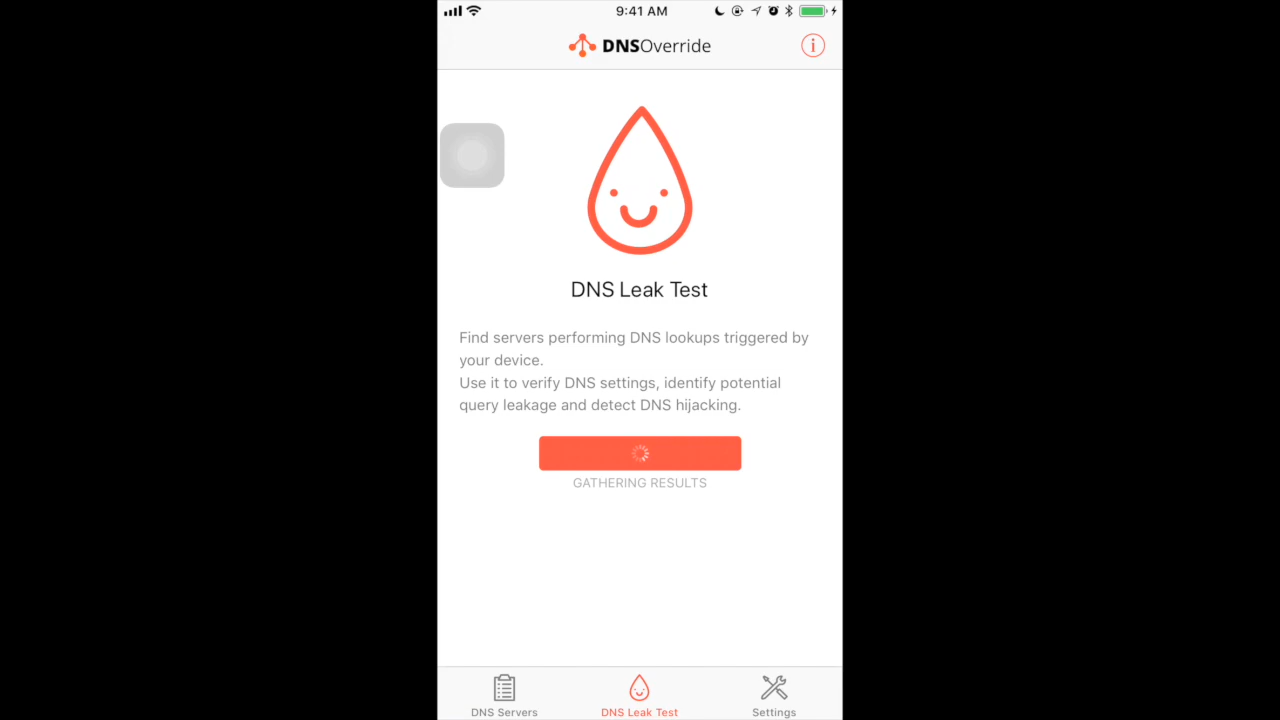 9:41 AM
DNSOverride
DNS Leak Test
Find servers performing DNS lookups triggered by
your device.
Use it to verify DNS settings, identify potential
query leakage and detect DNS hijacking.
GATHERING RESULTS
DNS Servers
DNS Leak Test
Settings